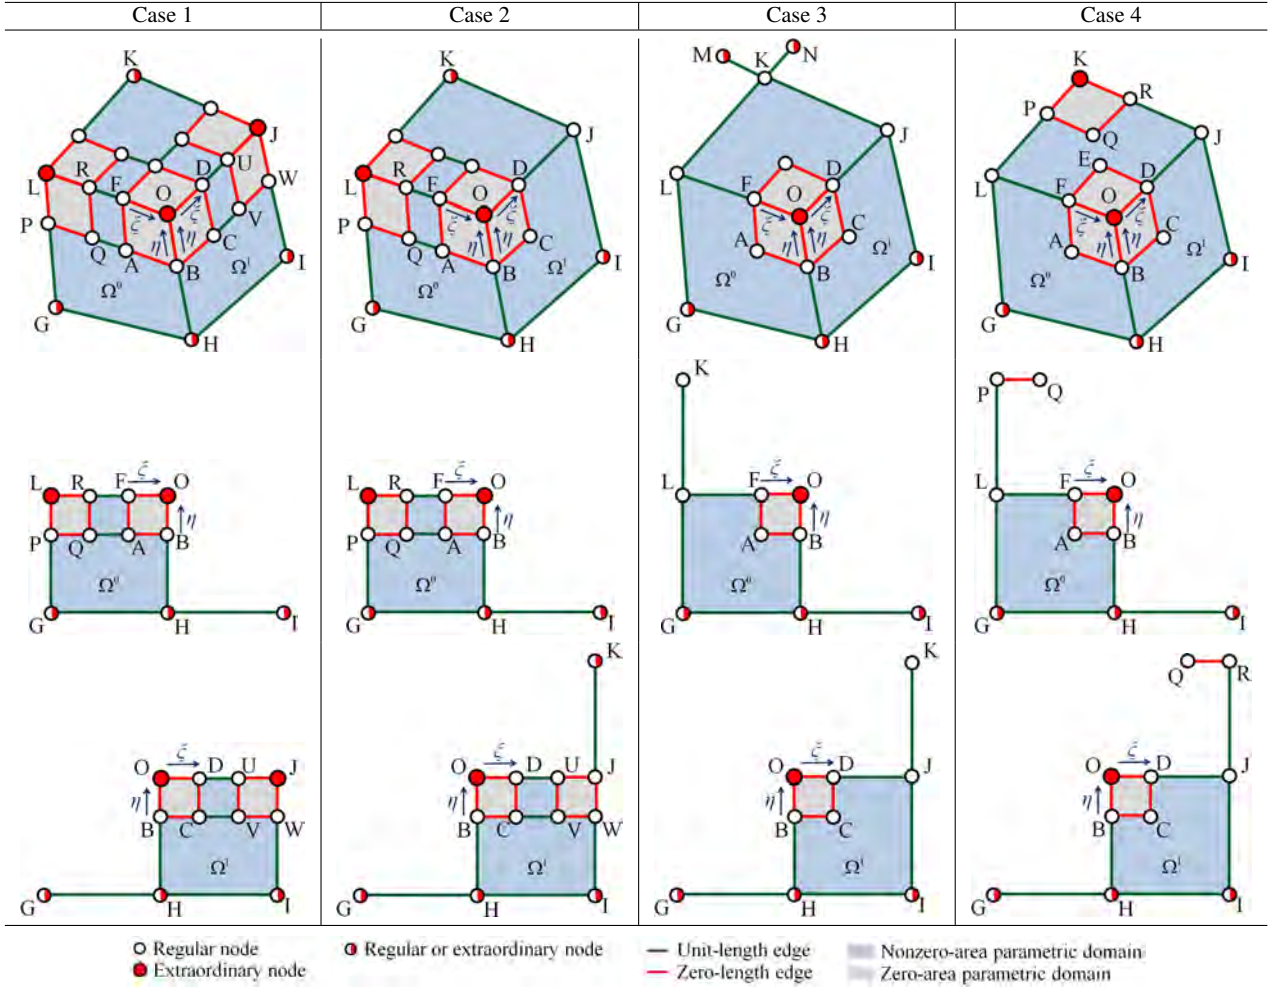 Case 1 Case 2 Case 3 Case 4
K
J
L R F D U W
O
ξ ξ
P η η V
Q A C
B
Ω⁰ Ω¹ I
G
H
K
J
L R F D
O
ξ ξ
P η η
Q A C
B
Ω⁰ Ω¹ I
G
H
M K N
J
L
F D
O
ξ ξ
A η η C
B
Ω⁰ Ω¹ I
G
H
K
P R
Q J
E
L F D
O
ξ ξ
A η η C
B
Ω⁰ Ω¹ I
G
H
L R F ξ O
η
P Q A B
Ω⁰
G H I
L R F ξ O
η
P Q A B
Ω⁰
G H I
K
L F ξ O
η
A B
Ω⁰
G H I
P Q
L F ξ O
η
A B
Ω⁰
G H I
O ξ D U J
η
B C V W
Ω¹
G H I
K
O ξ D U J
η
B C V W
Ω¹
G H I
K
O ξ D J
η
B C
Ω¹
G H I
Q R
O ξ D J
η
B C
Ω¹
G H I
Regular node Regular or extraordinary node Unit-length edge Nonzero-area parametric domain
Extraordinary node Zero-length edge Zero-area parametric domain